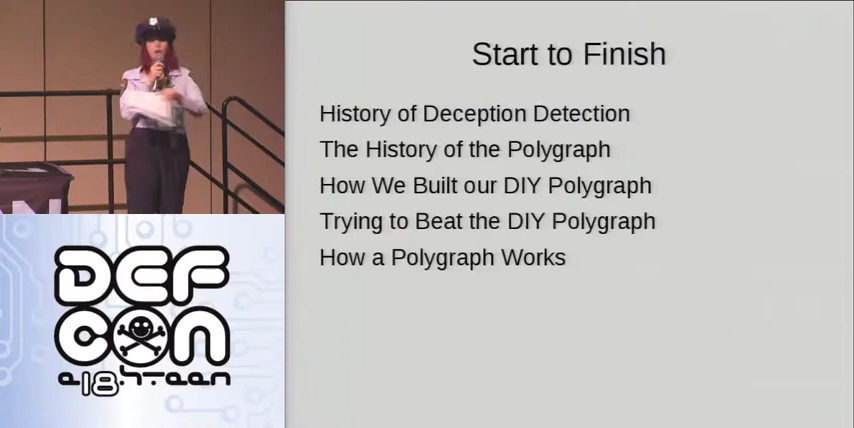 Start to Finish
History of Deception Detection
The History of the Polygraph
How We Built our DIY Polygraph
Trying to Beat the DIY Polygraph
How a Polygraph Works
DEF
CON
e18hteen